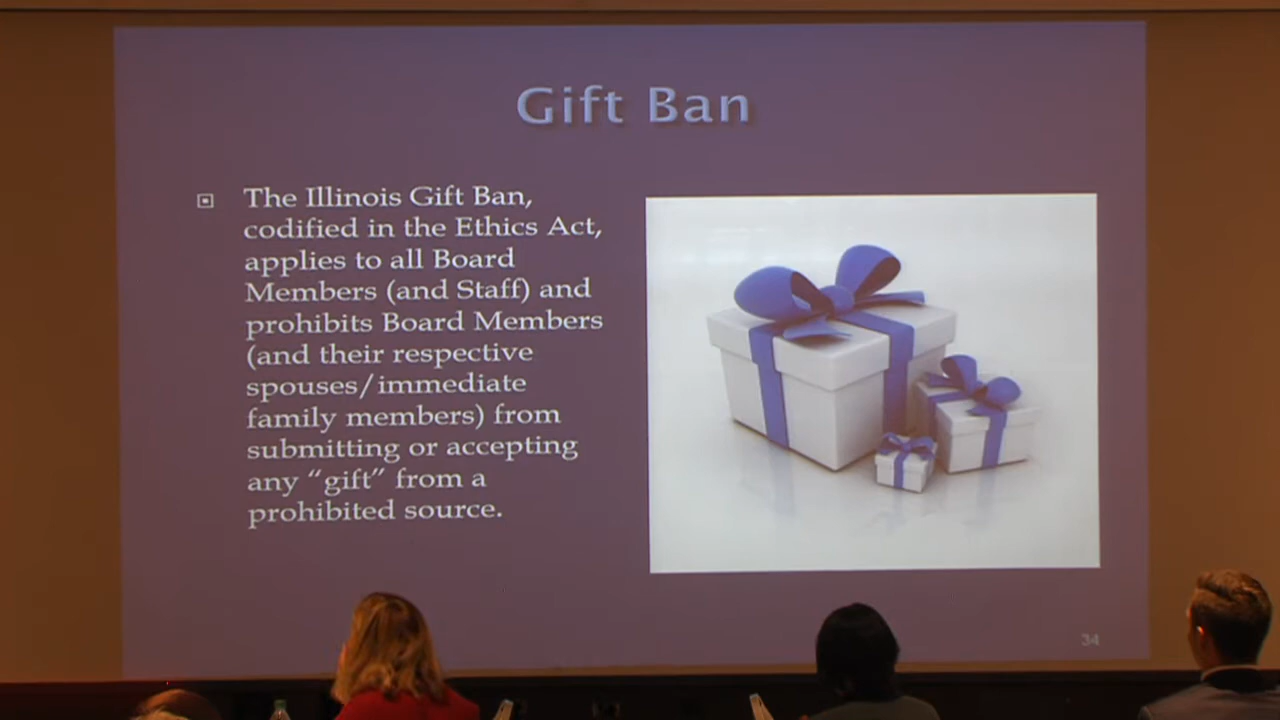 Gift Ban
The Illinois Gift Ban,
codified in the Ethics Act,
applies to all Board
Members (and Staff) and
prohibits Board Members
(and their respective
spouses/immediate
family members) from
submitting or accepting
any “gift” from a
prohibited source.
34